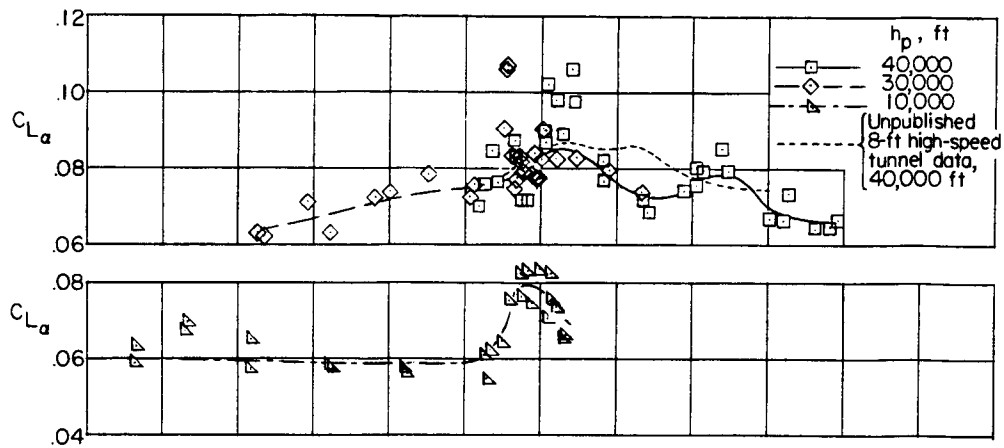 .12
.10
.08
.06
C_Lα
h_p, ft
40,000
30,000
10,000
Unpublished
8-ft high-speed
tunnel data,
40,000 ft
.08
.06
.04
C_Lα